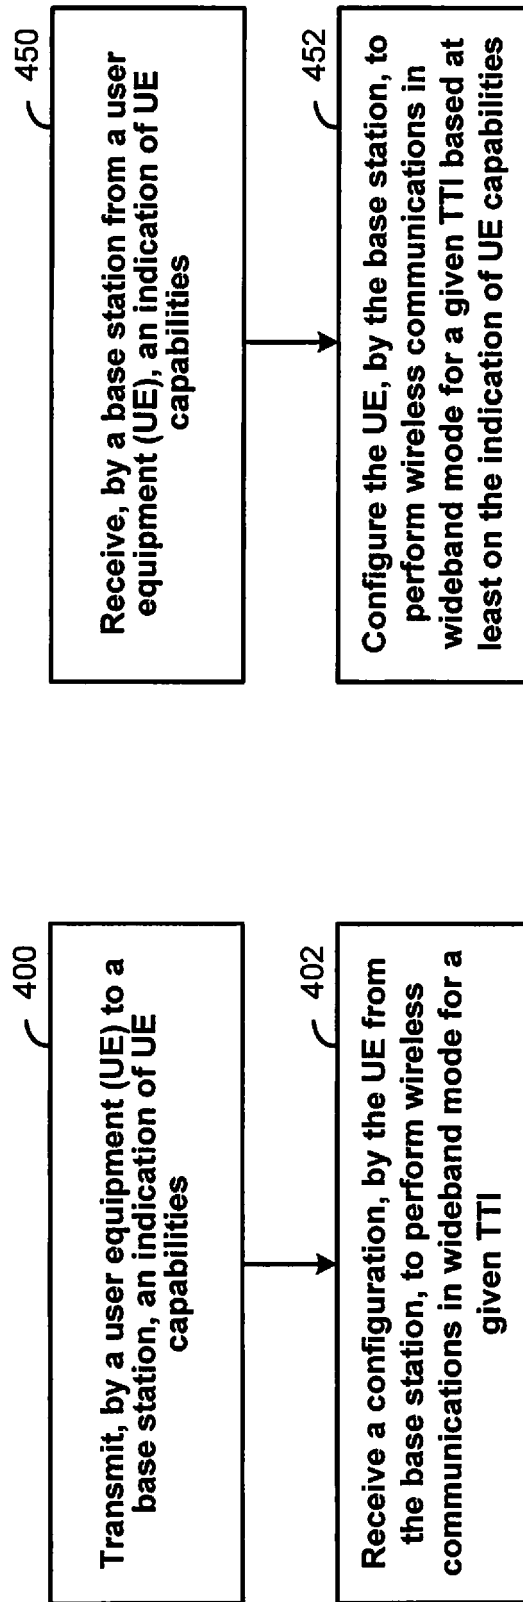 400
Transmit, by a user equipment (UE) to a
base station, an indication of UE
capabilities
402
Receive a configuration, by the UE from
the base station, to perform wireless
communications in wideband mode for a
given TTI
450
Receive, by a base station from a user
equipment (UE), an indication of UE
capabilities
452
Configure the UE, by the base station, to
perform wireless communications in
wideband mode for a given TTI based at
least on the indication of UE capabilities